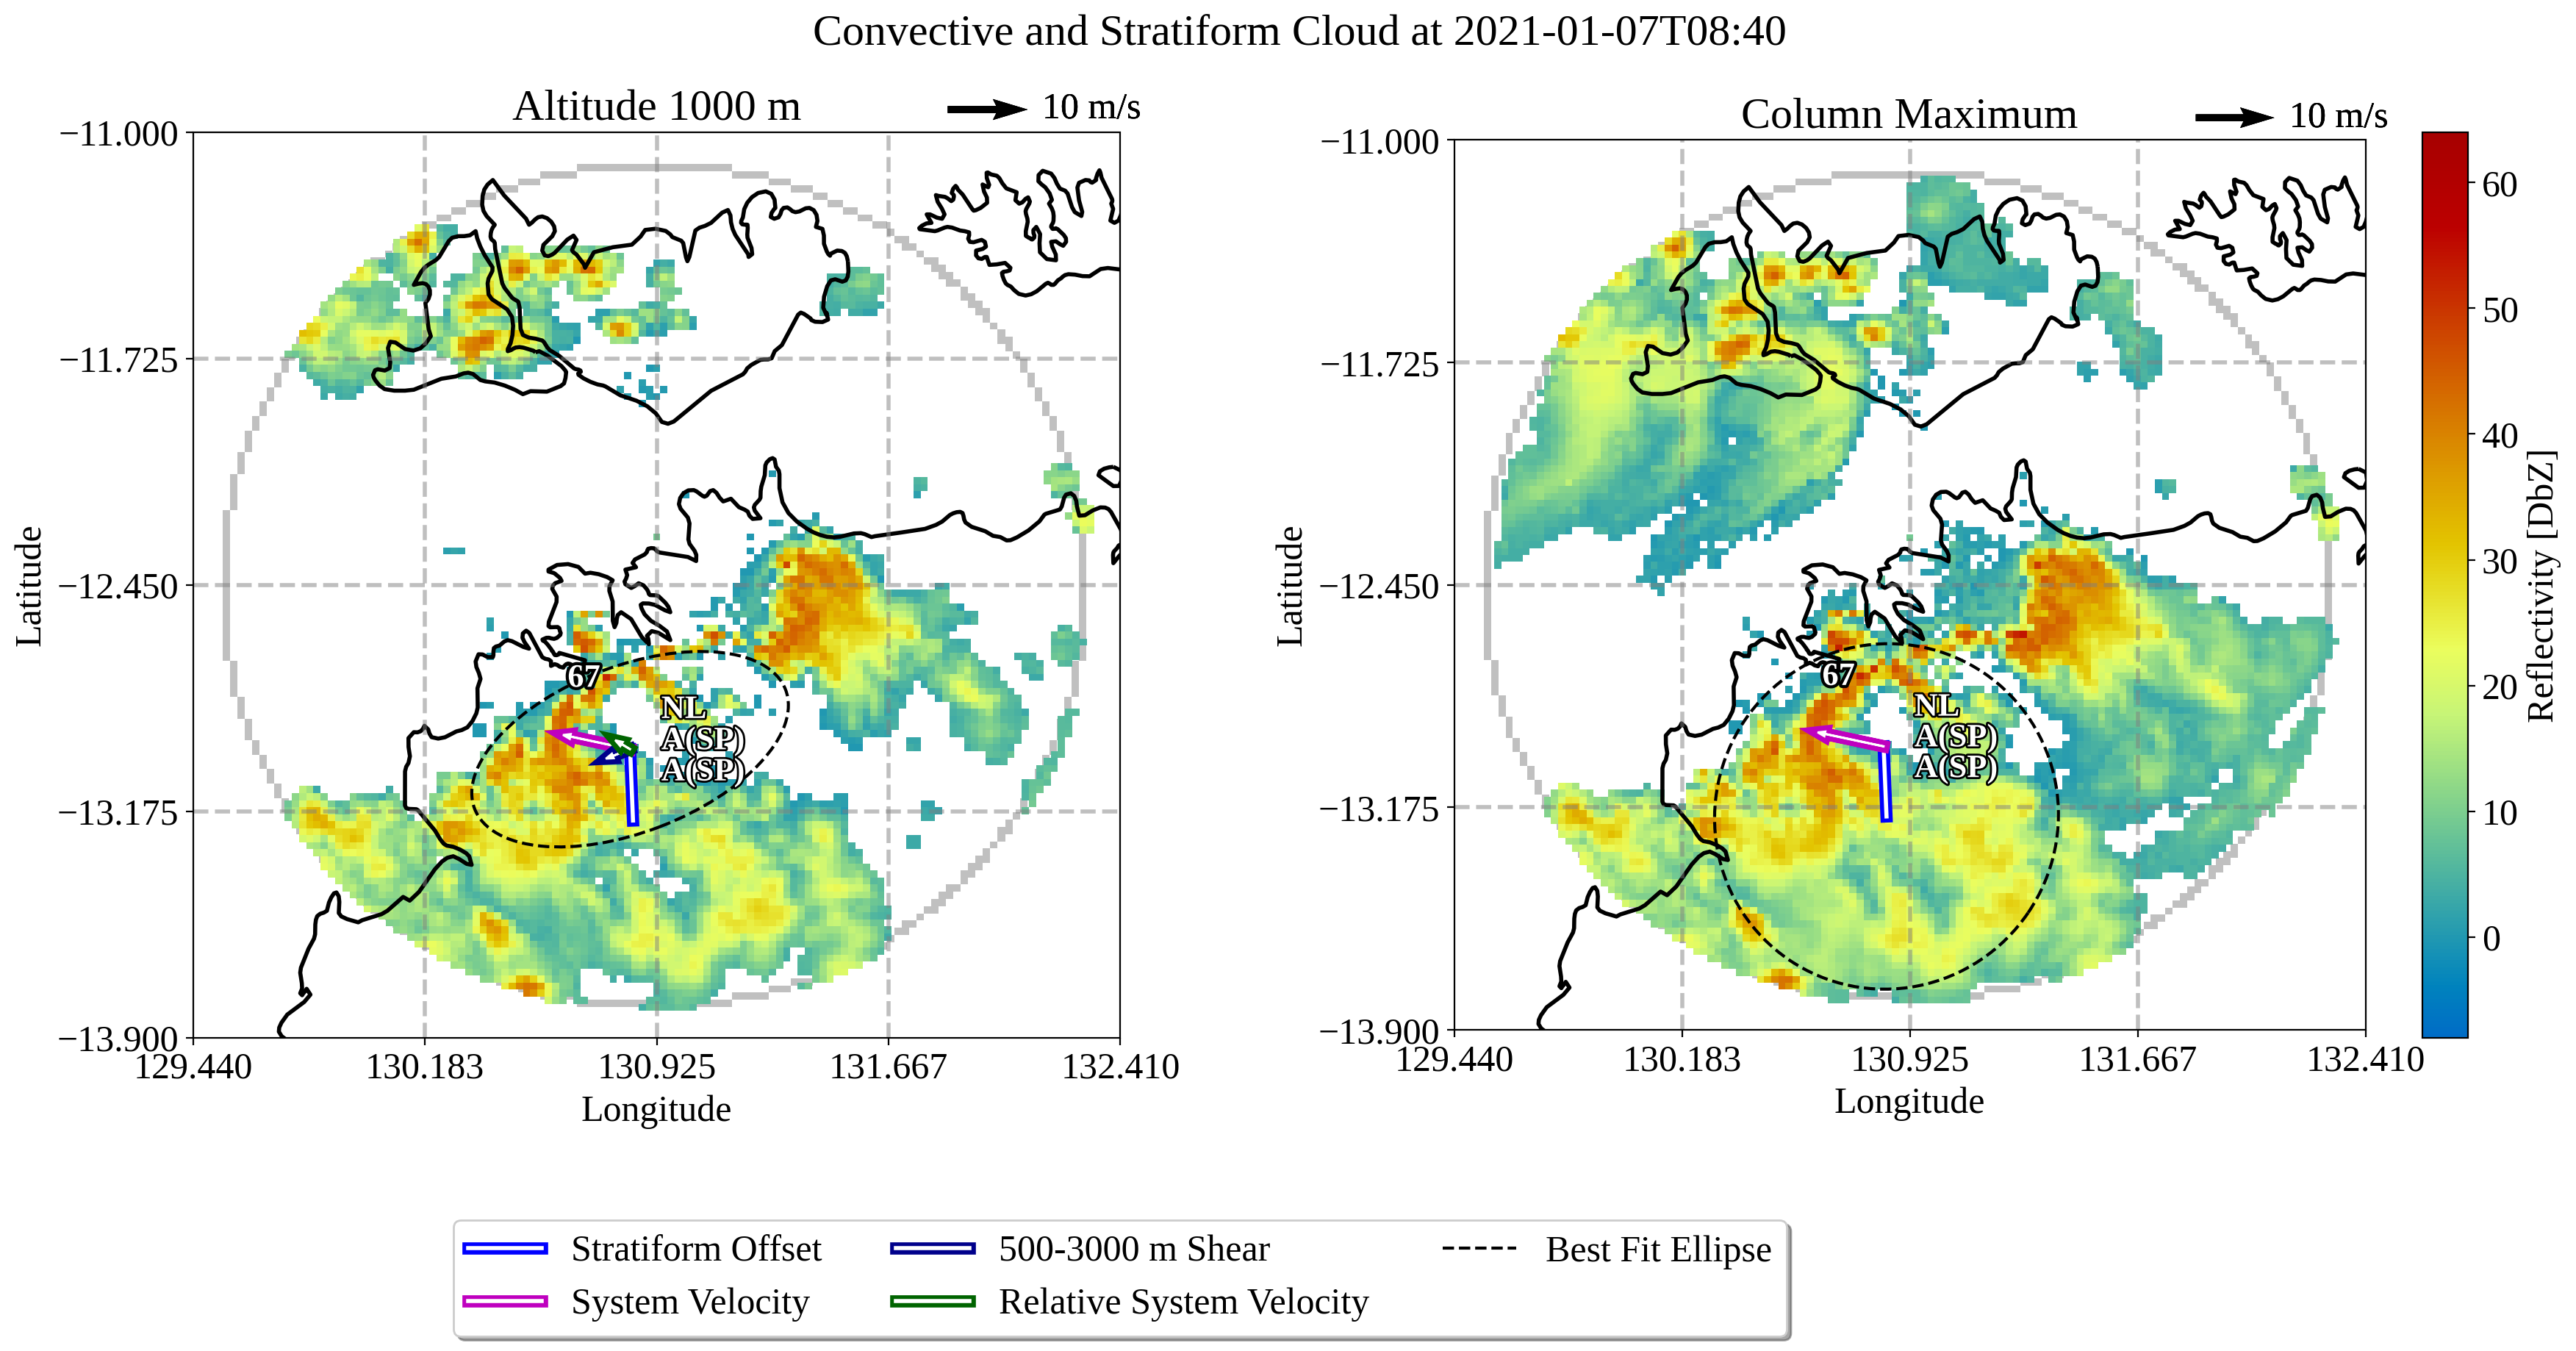 Convective and Stratiform Cloud at 2021-01-07T08:40
Altitude 1000 m
10 m/s
−11.000
−11.725
−12.450
−13.175
−13.900
Latitude
129.440
130.183
130.925
131.667
132.410
Longitude
67
NL
A(SP)
A(SP)
Column Maximum
10 m/s
−11.000
−11.725
−12.450
−13.175
−13.900
Latitude
129.440
130.183
130.925
131.667
132.410
Longitude
67
NL
A(SP)
A(SP)
60
50
40
30
20
10
0
Reflectivity [DbZ]
Stratiform Offset
500-3000 m Shear
Best Fit Ellipse
System Velocity
Relative System Velocity